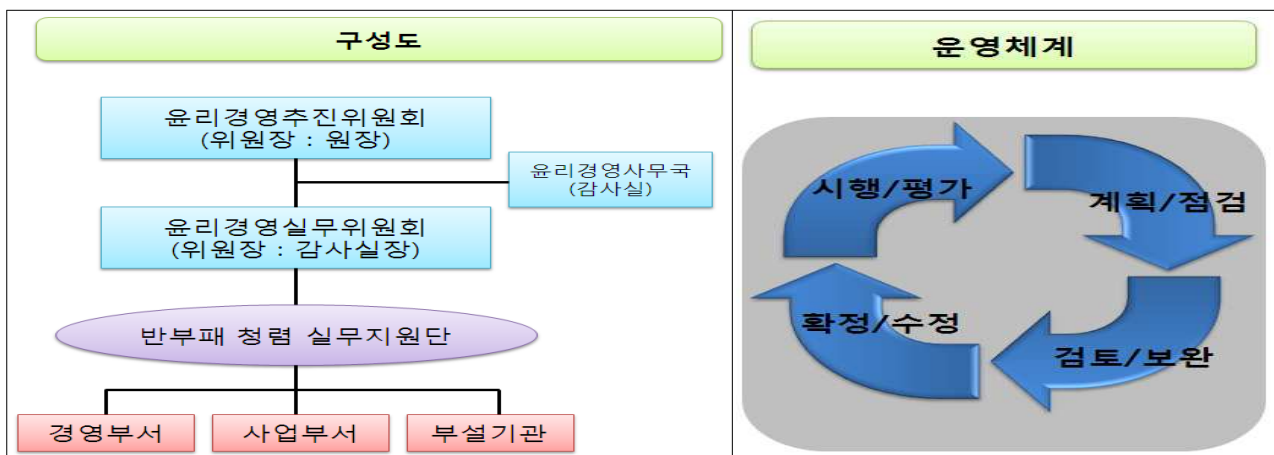 구성도
윤리경영추진위원회
(위원장 : 원장)
윤리경영사무국
(감사실)
윤리경영실무위원회
(위원장 : 감사실장)
반부패 청렴 실무지원단
경영부서
사업부서
부설기관
운영체계
시행/평가
계획/점검
확정/수정
검토/보완